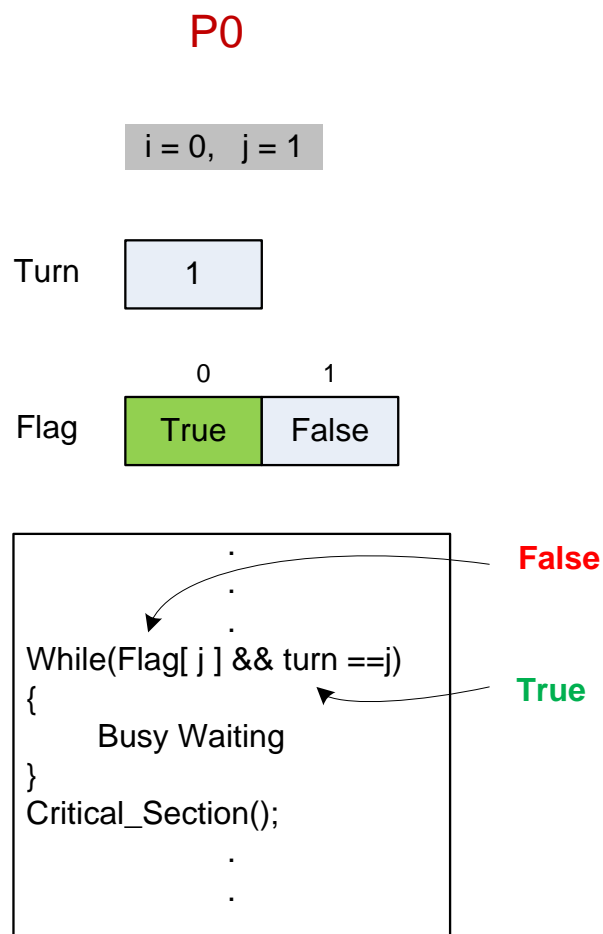 P0
i = 0, j = 1
Turn 1
0 1
Flag True False
.
False
.
.
While(Flag[ j ] && turn ==j)
True
{
Busy Waiting
}
Critical_Section();
.
.